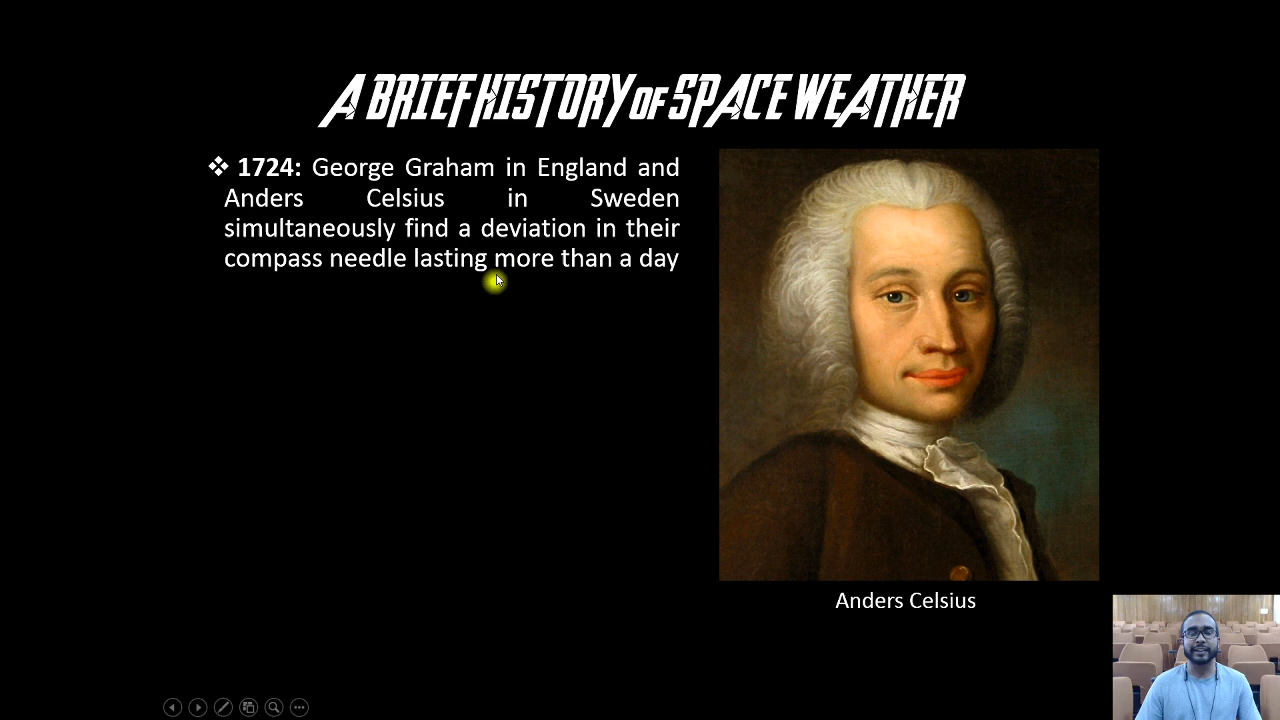 A BRIEF HISTORY OF SPACE WEATHER
❖ 1724: George Graham in England and
Anders Celsius in Sweden
simultaneously find a deviation in their
compass needle lasting more than a day
Anders Celsius